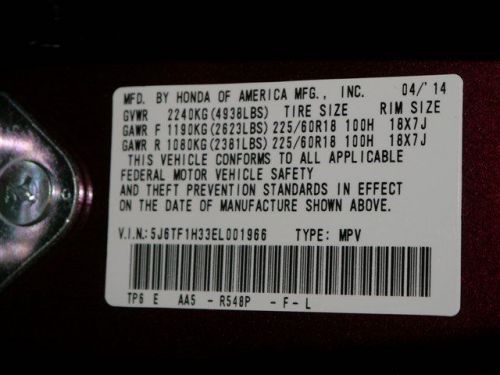 MFD. BY HONDA OF AMERICA MFG., INC. 04/'14
GVWR 2240KG(4938LBS) TIRE SIZE RIM SIZE
GAWR F 1190KG(2623LBS) 225/60R18 100H 18X7J
GAWR R 1080KG(2381LBS) 225/60R18 100H 18X7J
THIS VEHICLE CONFORMS TO ALL APPLICABLE
FEDERAL MOTOR VEHICLE SAFETY
AND THEFT PREVENTION STANDARDS IN EFFECT
ON THE DATE OF MANUFACTURE SHOWN ABOVE.
V.I.N.: 5J6TF1H33EL001966 TYPE: MPV
TP6 E AA5 - R548P - F - L